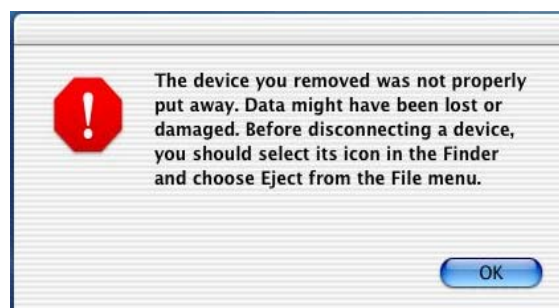 The device you removed was not properly
put away. Data might have been lost or
damaged. Before disconnecting a device,
you should select its icon in the Finder
and choose Eject from the File menu.
OK